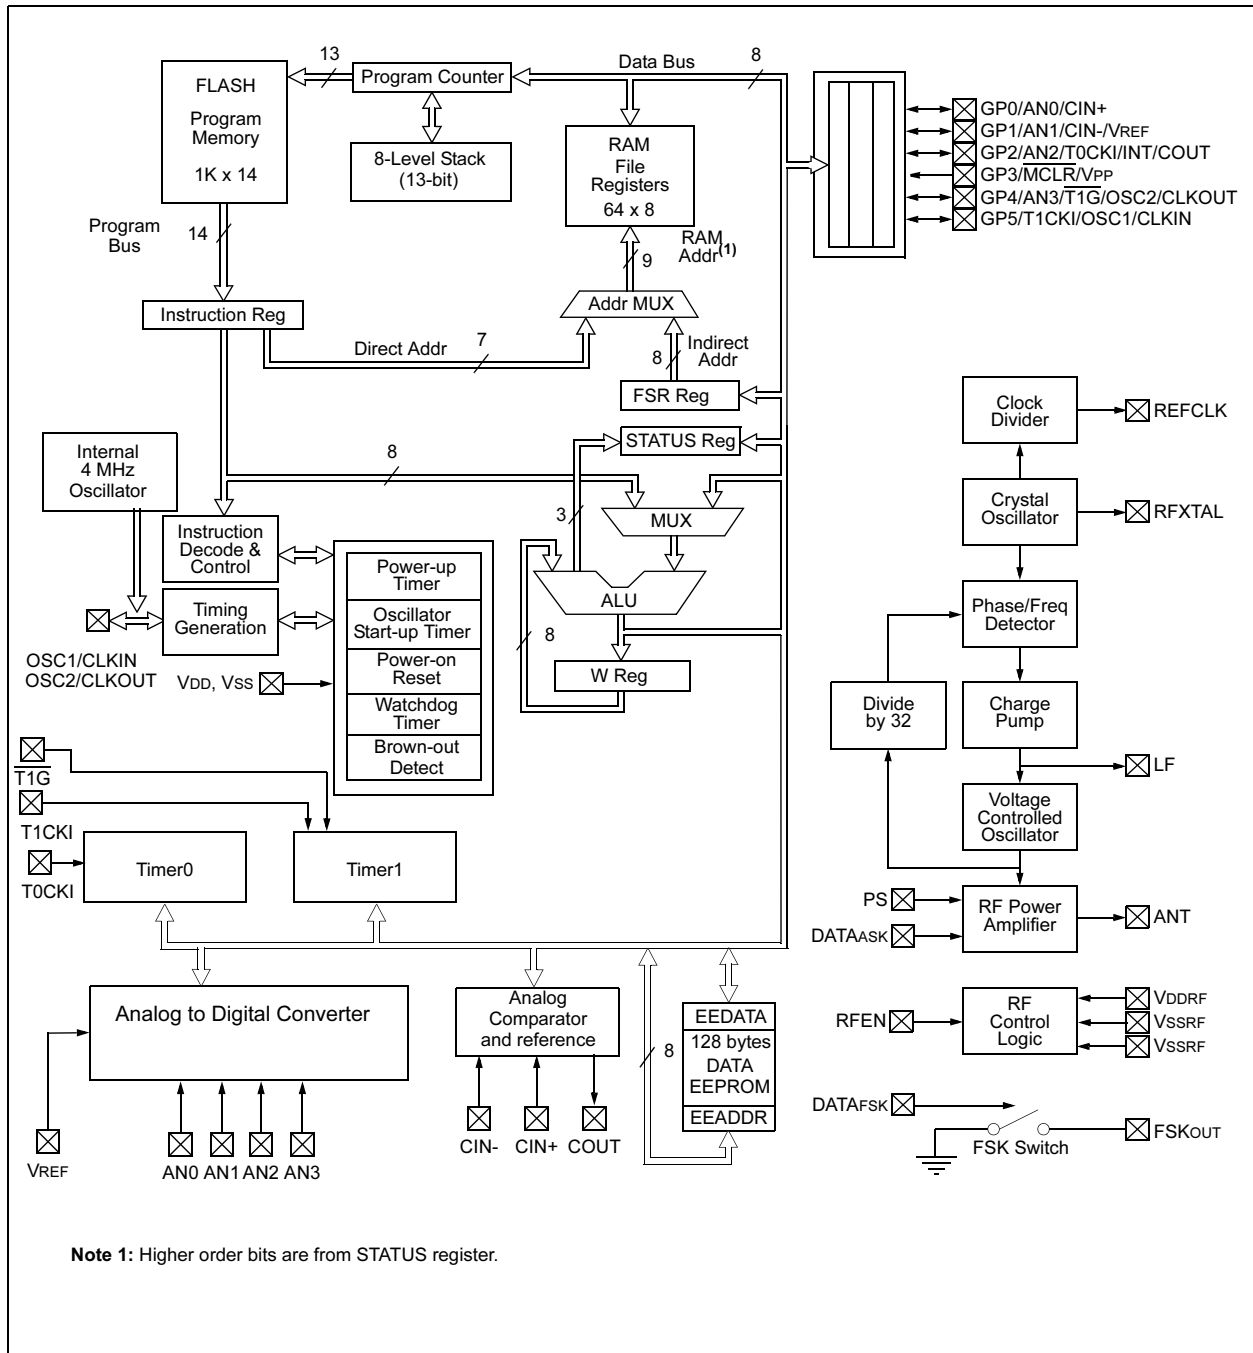 13
Data Bus
8
FLASH
Program
Memory
1K x 14
Program Counter
8-Level Stack
(13-bit)
RAM
File
Registers
64 x 8
GP0/AN0/CIN+
GP1/AN1/CIN-/VREF
GP2/AN2/T0CKI/INT/COUT
GP3/MCLR/VPP
GP4/AN3/T1G/OSC2/CLKOUT
GP5/T1CKI/OSC1/CLKIN
Program
Bus
14
RAM
Addr(1)
9
Addr MUX
Instruction Reg
Direct Addr
7
Indirect
Addr
8
FSR Reg
STATUS Reg
8
Internal
4 MHz
Oscillator
3
MUX
Instruction
Decode &
Control
Power-up
Timer
Oscillator
Start-up Timer
Power-on
Reset
Watchdog
Timer
Brown-out
Detect
ALU
8
W Reg
Timing
Generation
OSC1/CLKIN
OSC2/CLKOUT
VDD, VSS
T1G
T1CKI
T0CKI
Timer0
Timer1
Clock
Divider
REFCLK
Crystal
Oscillator
RFXTAL
Phase/Freq
Detector
Divide
by 32
Charge
Pump
LF
Voltage
Controlled
Oscillator
PS
DATAASK
RF Power
Amplifier
ANT
Analog to Digital Converter
Analog
Comparator
and reference
8
EEDATA
128 bytes
DATA
EEPROM
EEADDR
RFEN
RF
Control
Logic
VDDRF
VSSRF
VSSRF
DATAFSK
FSK Switch
FSKOUT
VREF
AN0 AN1 AN2 AN3
CIN- CIN+ COUT
Note 1: Higher order bits are from STATUS register.